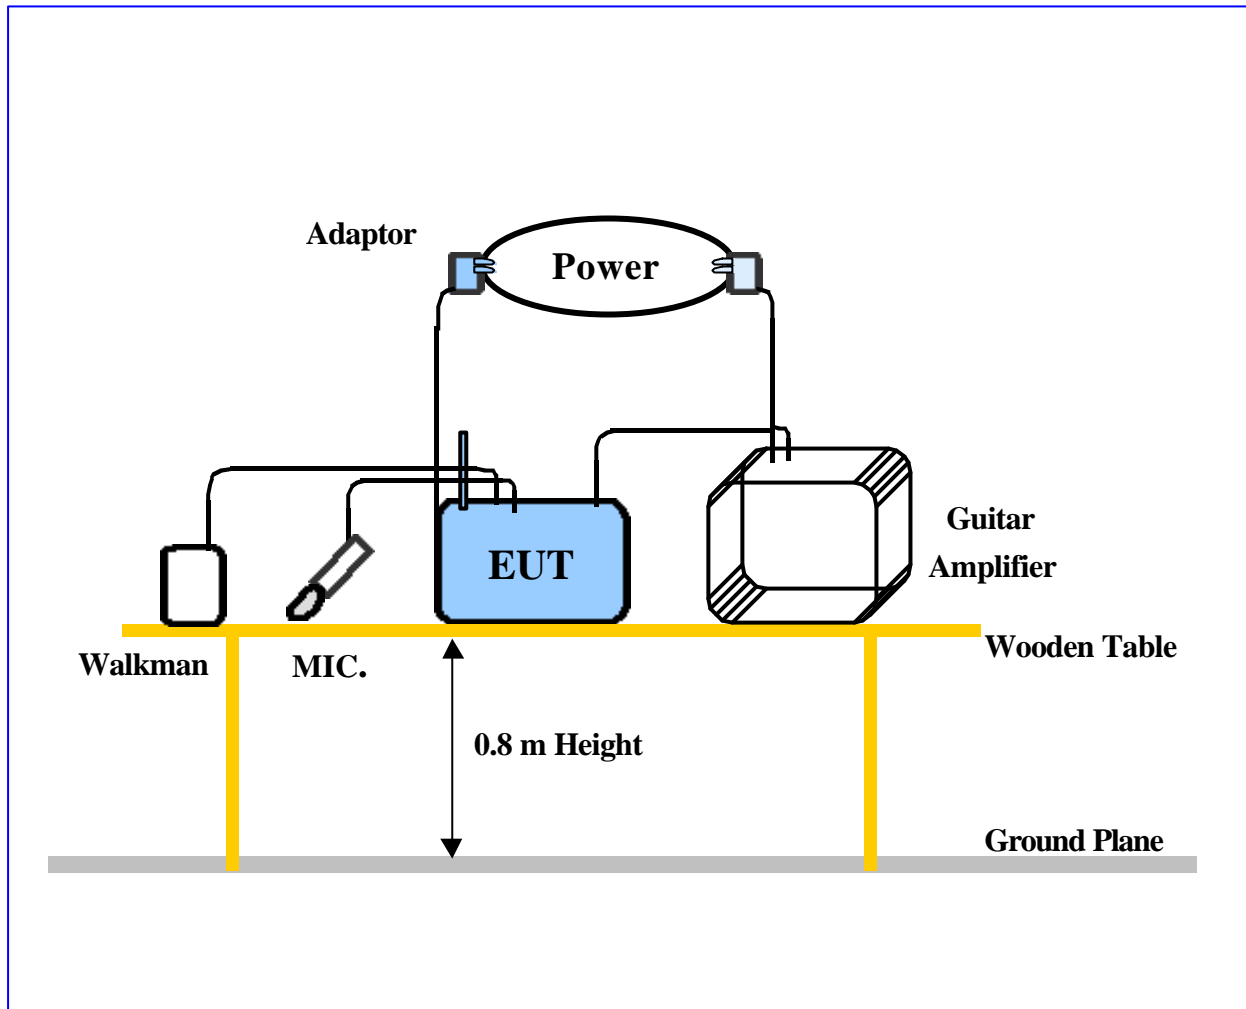 Adaptor
Power
EUT
Guitar
Amplifier
Walkman
MIC.
Wooden Table
0.8 m Height
Ground Plane